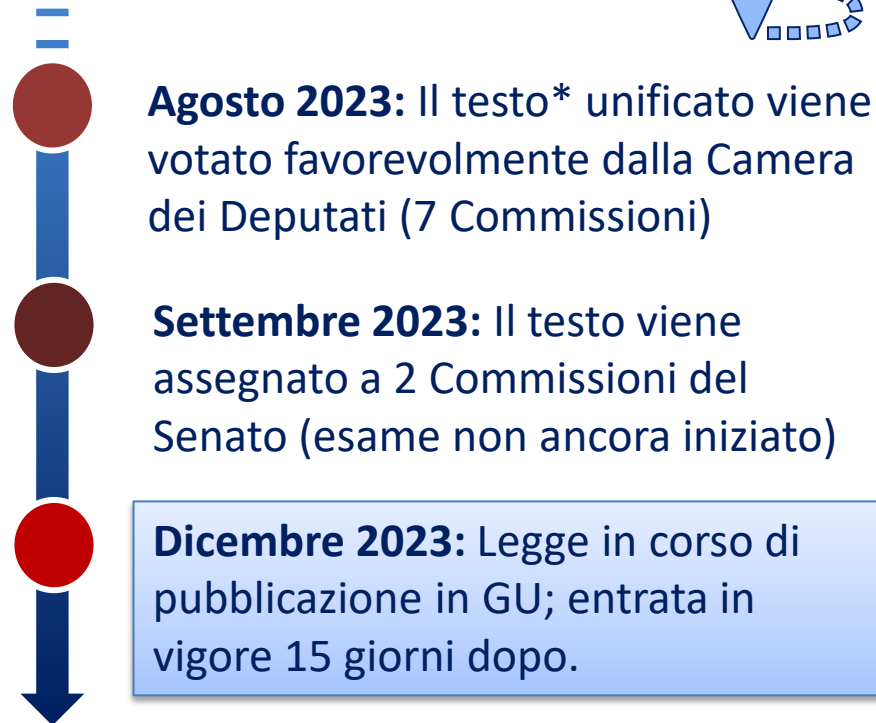 Agosto 2023: Il testo* unificato viene
votato favorevolmente dalla Camera
dei Deputati (7 Commissioni)
Settembre 2023: Il testo viene
assegnato a 2 Commissioni del
Senato (esame non ancora iniziato)
Dicembre 2023: Legge in corso di
pubblicazione in GU; entrata in
vigore 15 giorni dopo.